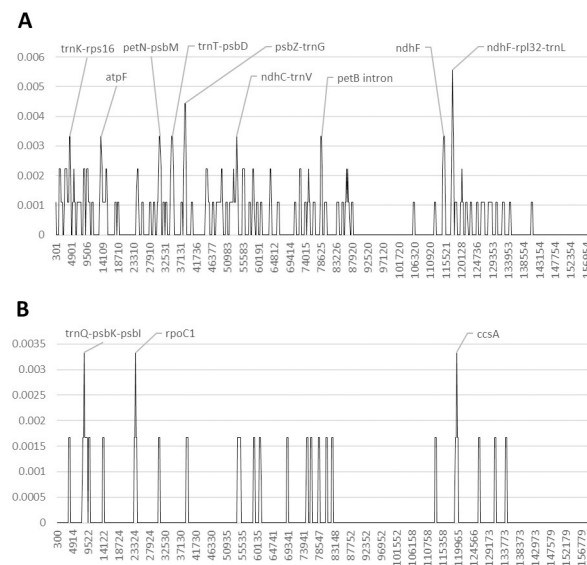 A
trnK-rps16 petN-psbM trnT-psbD psbZ-trnG ndhF ndhF-rpl32-trnL
atpF ndhC-trnV petB intron
0.006
0.005
0.004
0.003
0.002
0.001
0
301 4901 9506 14109 18710 23310 27910 32531 37131 41736 46377 50983 55583 60191 64812 69414 74015 78625 83226 87920 92520 97120 101720 106320 110920 115521 120128 124736 129353 133953 138554 143154 147754 152354 156954
B
trnQ-psbK-psbI rpoC1 ccsA
0.0035
0.003
0.0025
0.002
0.0015
0.001
0.0005
0
300 4914 9522 14122 18724 23324 27924 32530 37130 41730 46330 50935 55535 60135 64741 69341 73941 78547 83148 87752 92352 96952 101552 106158 110758 115358 119965 124566 129173 133773 138373 142973 147579 152179 156779